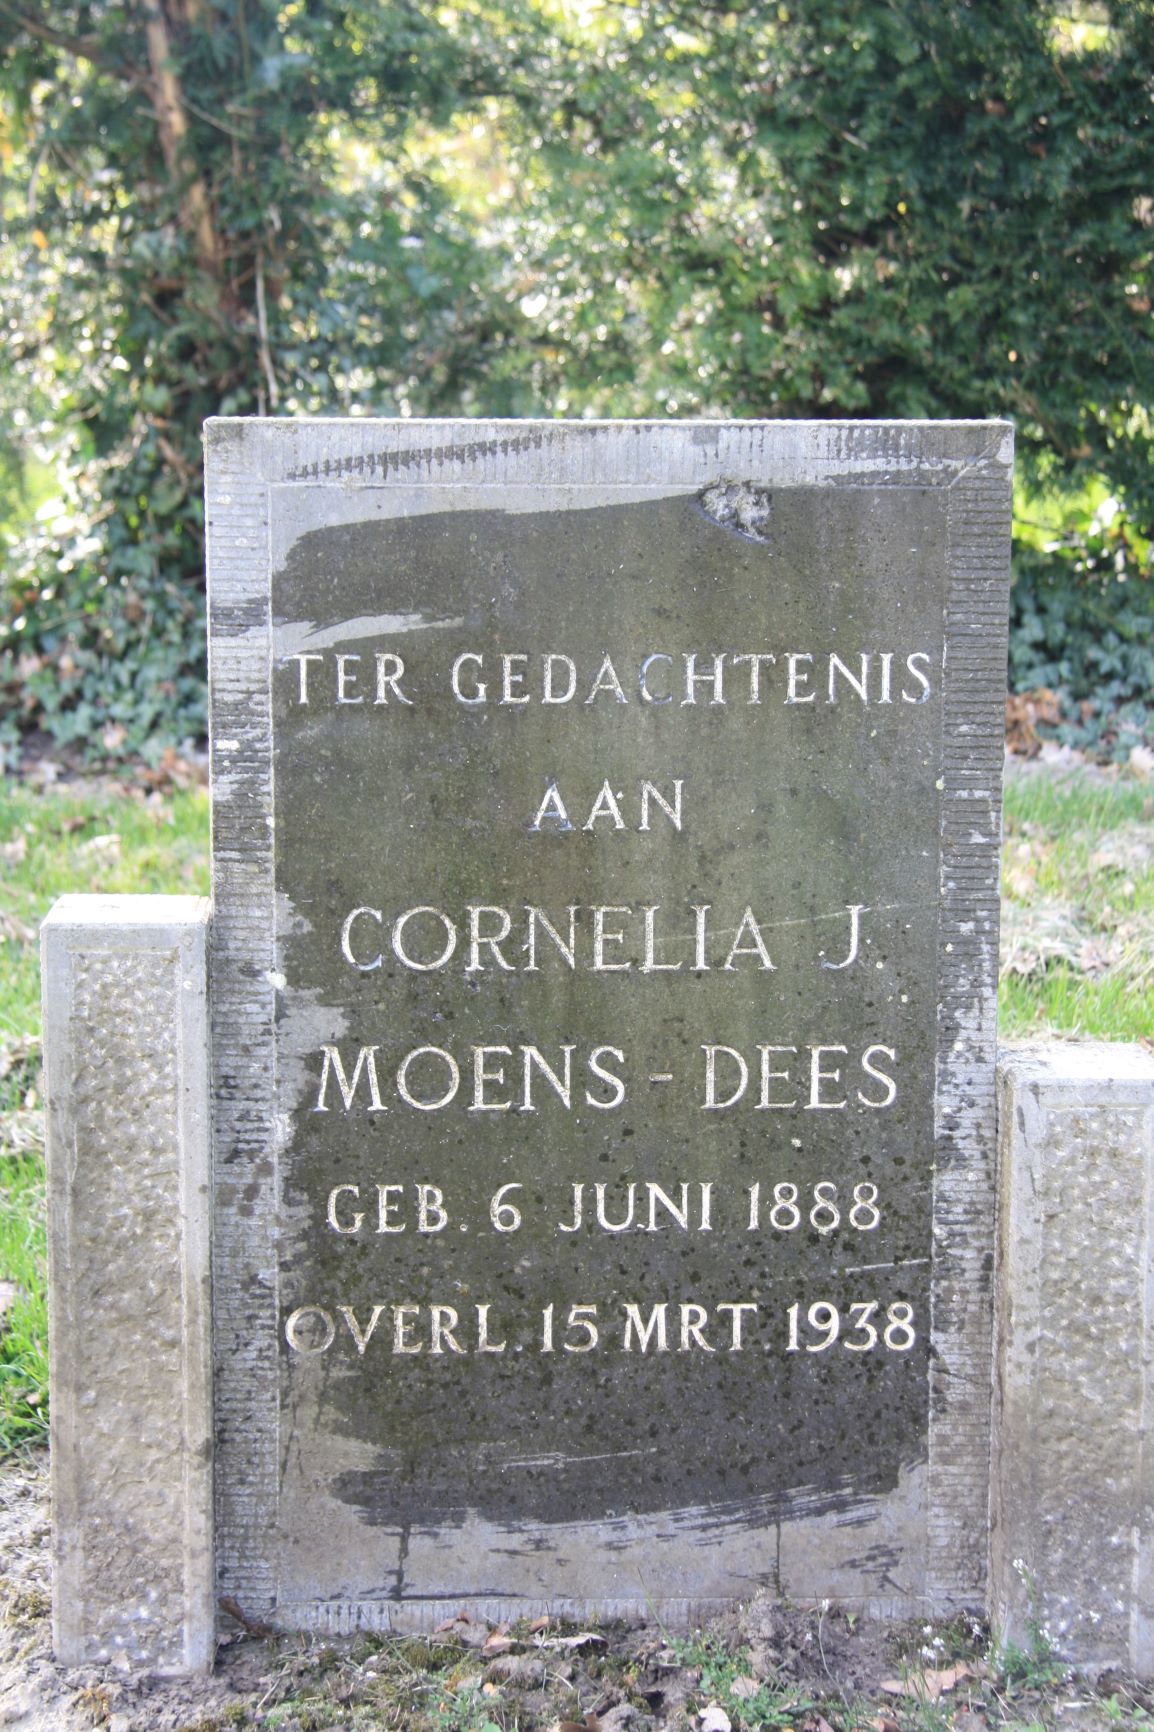 TER GEDACHTENIS
AAN
CORNELIA J.
MOENS - DEES
GEB. 6 JUNI 1888
OVERL. 15 MRT. 1938